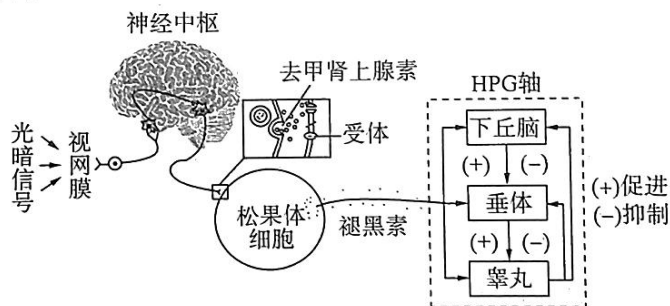 神经中枢
去甲肾上腺素
受体
光暗信号
视网膜
松果体
细胞
褪黑素
HPG轴
下丘脑
(+) (-)
垂体
(+) (-)
睾丸
(+)促进
(-)抑制